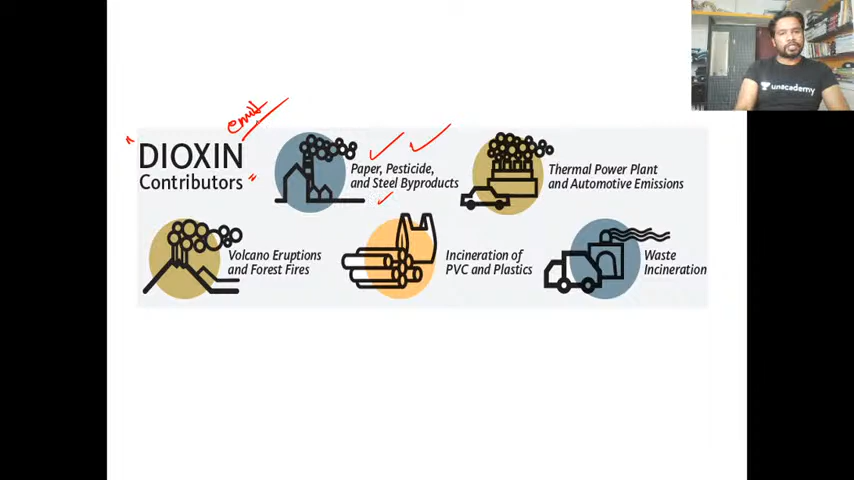 emit
" DIOXIN
Contributors "
Paper, Pesticide,
and Steel Byproducts
Thermal Power Plant
and Automotive Emissions
Volcano Eruptions
and Forest Fires
Incineration of
PVC and Plastics
Waste
Incineration
unacademy